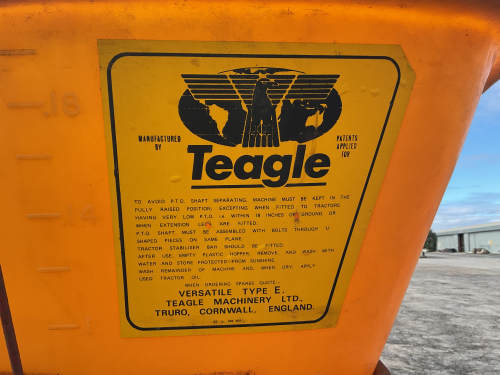 18
MANUFACTURED
BY
PATENTS
APPLIED
FOR
Teagle
TO AVOID P.T.O. SHAFT SEPARATING, MACHINE MUST BE KEPT IN THE
FULLY RAISED POSITION, EXCEPTING WHEN FITTED TO TRACTORS
HAVING VERY LOW P.T.O. i.e. WITHIN 18 INCHES OF GROUND OR
WHEN EXTENSION LEGS ARE FITTED.
P.T.O. SHAFT MUST BE ASSEMBLED WITH BOLTS THROUGH U
SHAPED PIECES ON SAME PLANE.
TRACTOR STABILISER BAR SHOULD BE FITTED.
AFTER USE, EMPTY PLASTIC HOPPER, REMOVE AND WASH WITH
WATER AND STORE PROTECTED FROM SUNSHINE.
WASH REMAINDER OF MACHINE AND, WHEN DRY, APPLY
USED TRACTOR OIL.
WHEN ORDERING SPARES QUOTE:-
VERSATILE TYPE E.
TEAGLE MACHINERY LTD.,
TRURO, CORNWALL, ENGLAND.